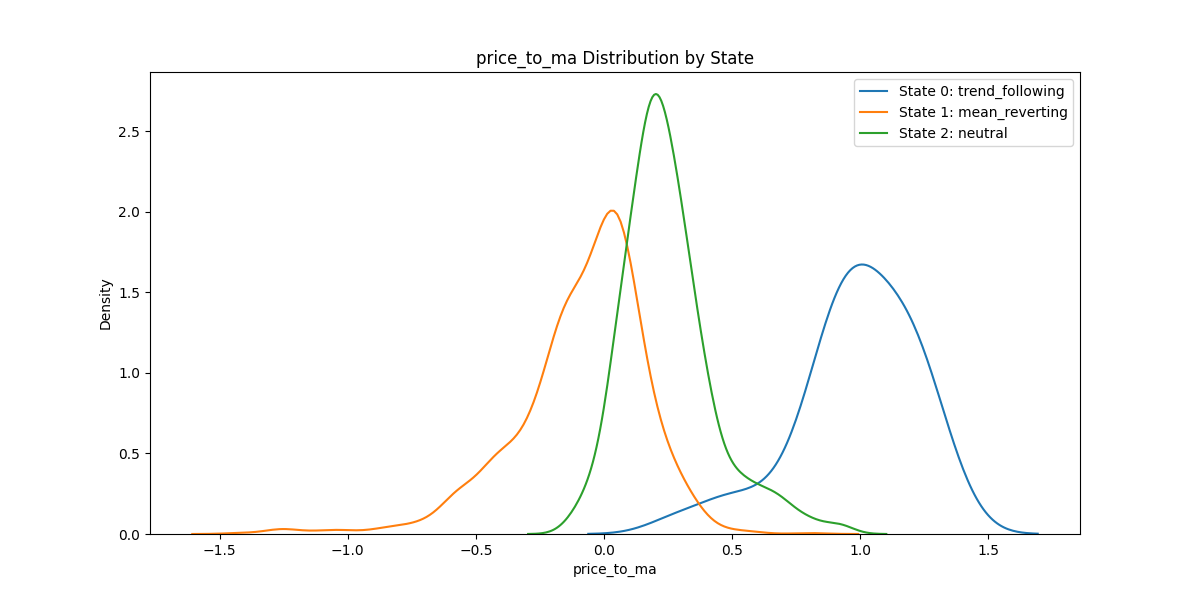 price_to_ma Distribution by State
State 0: trend_following
State 1: mean_reverting
State 2: neutral
Density
2.5
2.0
1.5
1.0
0.5
0.0
−1.5 −1.0 −0.5 0.0 0.5 1.0 1.5
price_to_ma